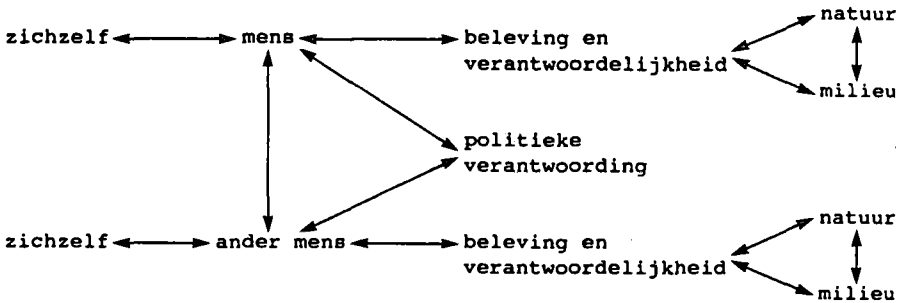 natuur
zichzelf mens beleving en
verantwoordelijkheid
milieu
politieke
verantwoording
natuur
zichzelf ander mens beleving en
verantwoordelijkheid
milieu